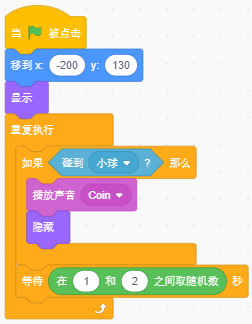 当 被点击
移到 x: -200 y: 130
显示
重复执行
如果 碰到 小球 ? 那么
播放声音 Coin
隐藏
等待 在 1 和 2 之间取随机数 秒